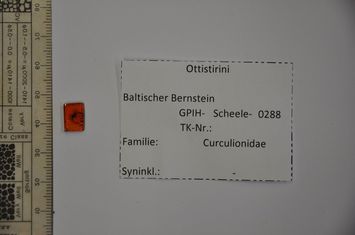 Ottistirini
Baltischer Bernstein
GPIH- Scheele- 0288
TK-Nr.:
Familie: Curculionidae
Syninkl.: -